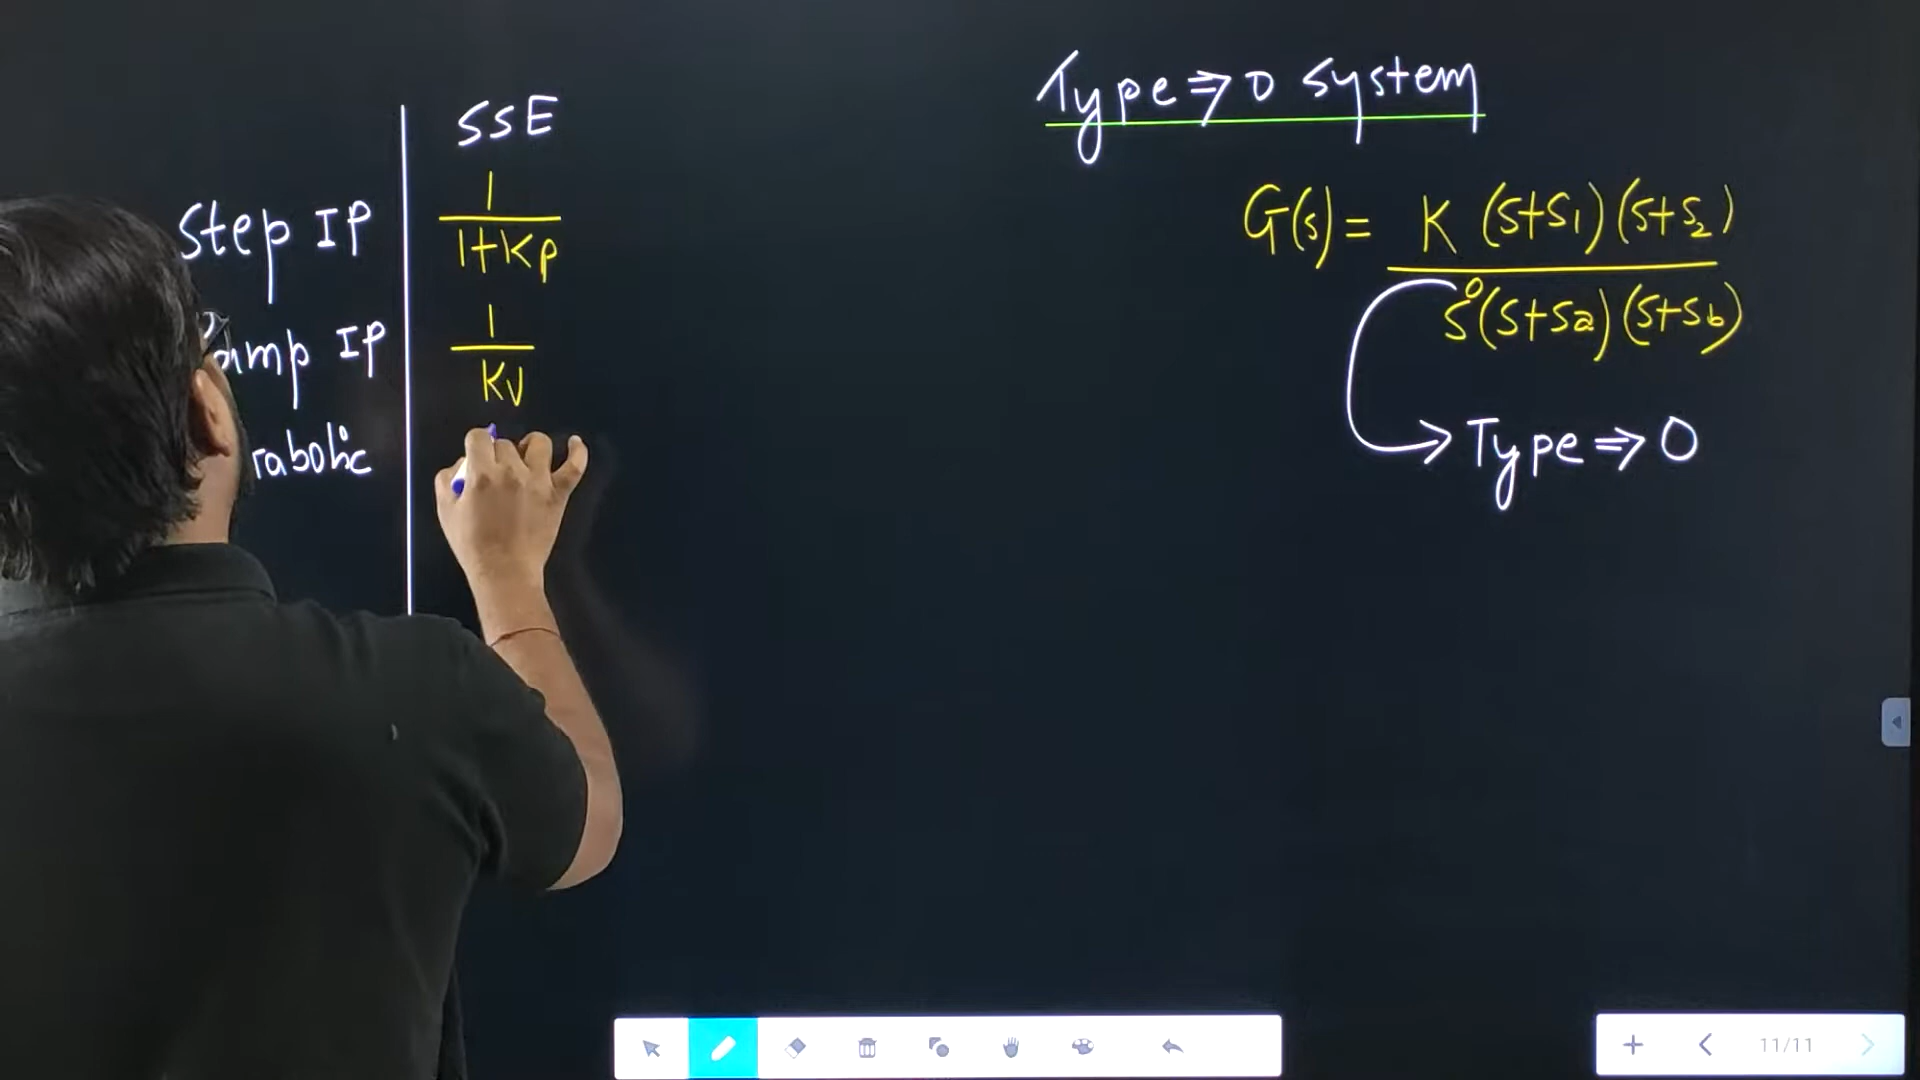 SSE
Step IP
1
1+Kp
amp IP
1
Kv
rabolic
Type ⇒ 0 System
G(s) = K (S+S1) (S+S2)
S^0 (S+Sa) (S+Sb)
→ Type ⇒ 0
11/11